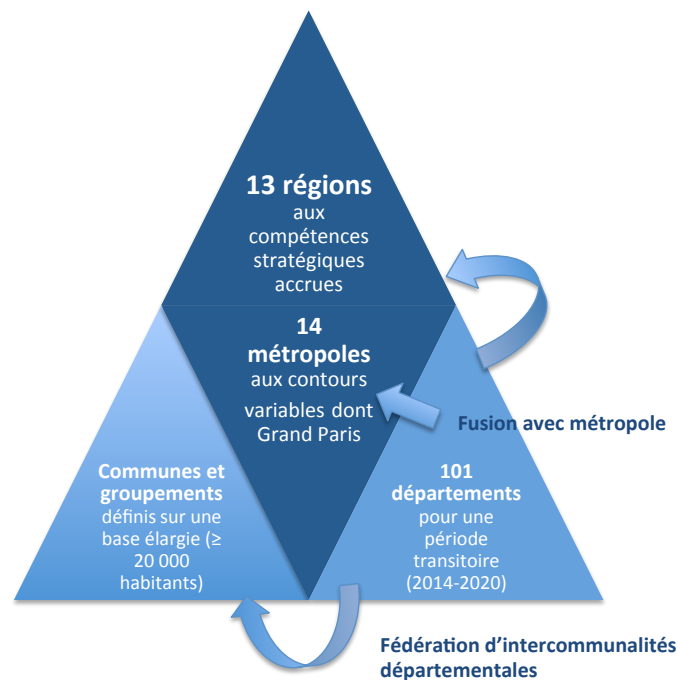 13 régions
aux
compétences
stratégiques
accrues
14
métropoles
aux contours
variables dont
Grand Paris
Fusion avec métropole
Communes et
groupements
définis sur une
base élargie (≥
20 000
habitants)
101
départements
pour une
période
transitoire
(2014-2020)
Fédération d'intercommunalités
départementales